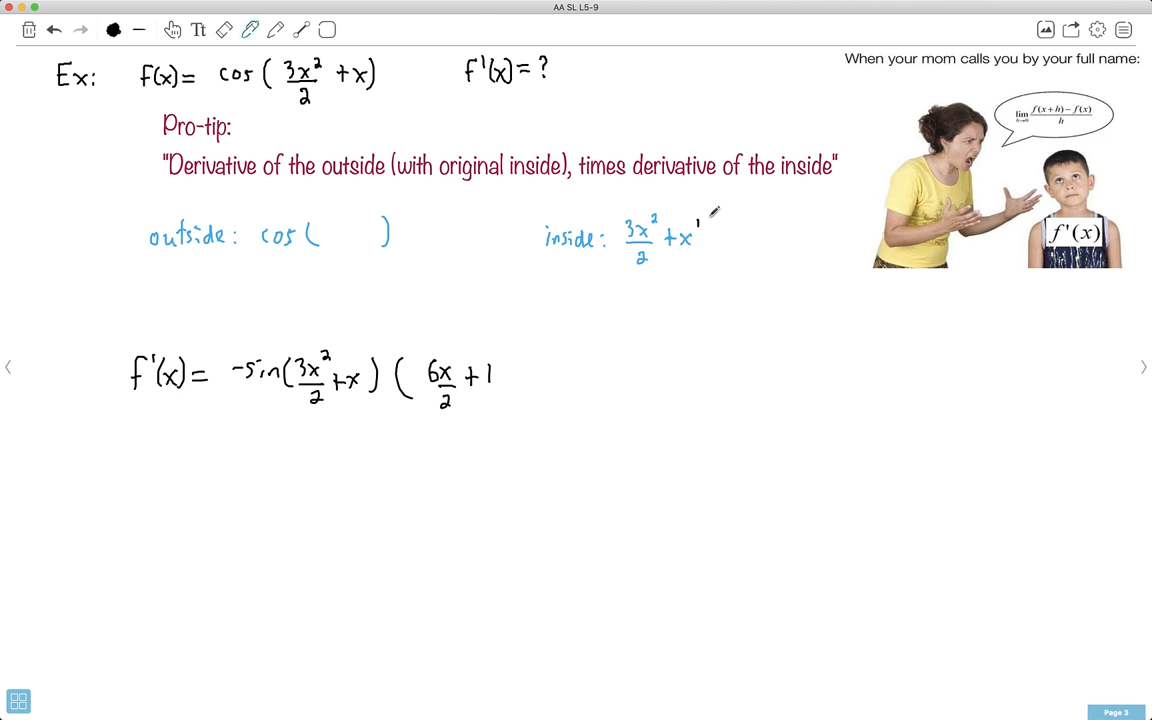 AA SL L5-9
Tt
Ex: f(x) = cos( 3x²/2 + x) f'(x) = ?
When your mom calls you by your full name:
lim h→0 f(x+h) − f(x) / h
Pro-tip:
"Derivative of the outside (with original inside), times derivative of the inside"
outside: cos( ) inside: 3x²/2 + x'
f'(x)
f'(x) = -sin( 3x²/2 + x ) ( 6x/2 + 1
Page 3